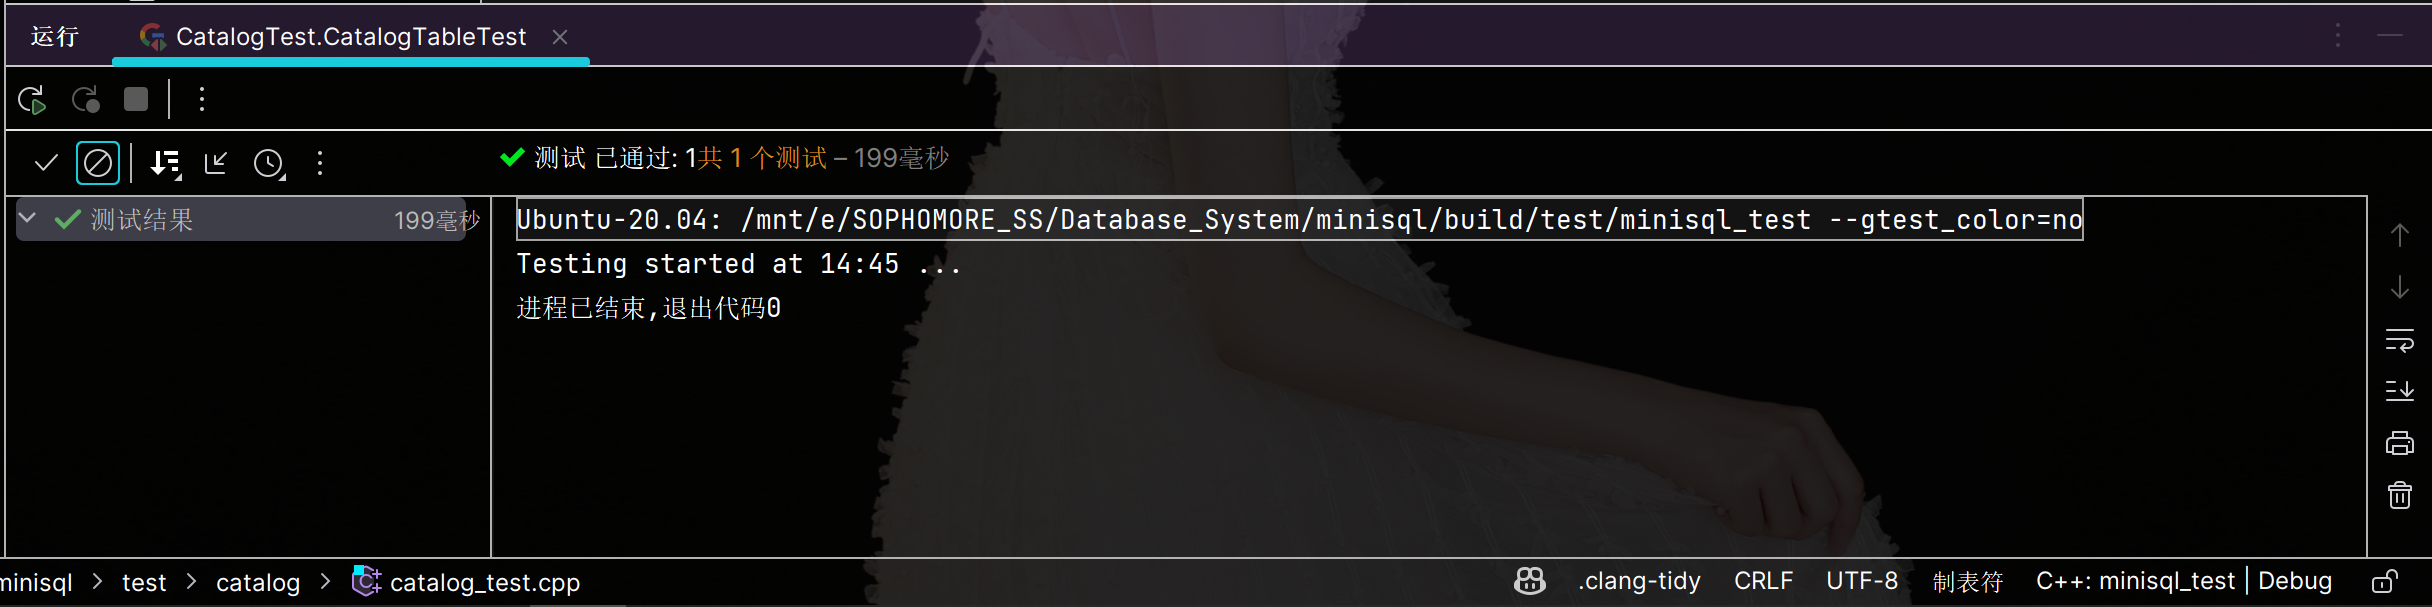 运行 CatalogTest.CatalogTableTest
测试 已通过: 1共 1 个测试 – 199毫秒
测试结果 199毫秒
Ubuntu-20.04: /mnt/e/SOPHOMORE_SS/Database_System/minisql/build/test/minisql_test --gtest_color=no
Testing started at 14:45 ...
进程已结束,退出代码0
minisql > test > catalog > catalog_test.cpp .clang-tidy CRLF UTF-8 制表符 C++: minisql_test | Debug